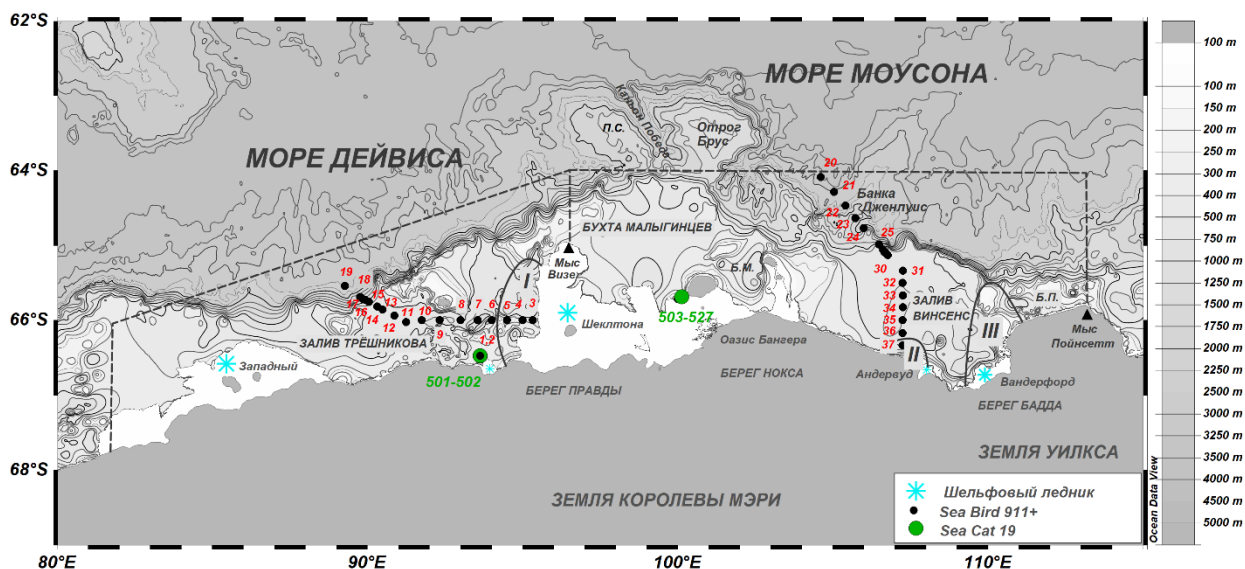 62°S
64°S
66°S
68°S
80°E
90°E
100°E
110°E
МОРЕ МОУСОНА
МОРЕ ДЕЙВИСА
Каньон Победа
П.С.
Отрог
Брус
20
21
22
23
24
25
Банка
Дженлуис
30
31
32
33
34
35
36
37
БУХТА МАЛЫГИНЦЕВ
Мыс
Визе
Б.М.
ЗАЛИВ
ВИНСЕНС
19
18
17
16
15
14
13
12
11
10
9
8
7
6
5
4
3
1-2
I
II
III
Б.П.
Мыс
Пойнсетт
ЗАЛИВ ТРЁШНИКОВА
Западный
Шеклтона
501-502
503-527
Оазис Бангера
Андервуд
Вандерфорд
БЕРЕГ ПРАВДЫ
БЕРЕГ НОКСА
БЕРЕГ БАДДА
ЗЕМЛЯ УИЛКСА
ЗЕМЛЯ КОРОЛЕВЫ МЭРИ
Шельфовый ледник
Sea Bird 911+
Sea Cat 19
100 m
100 m
150 m
200 m
250 m
300 m
400 m
500 m
750 m
1000 m
1250 m
1500 m
1750 m
2000 m
2250 m
2500 m
3000 m
3250 m
3500 m
4000 m
4500 m
5000 m
Ocean Data View